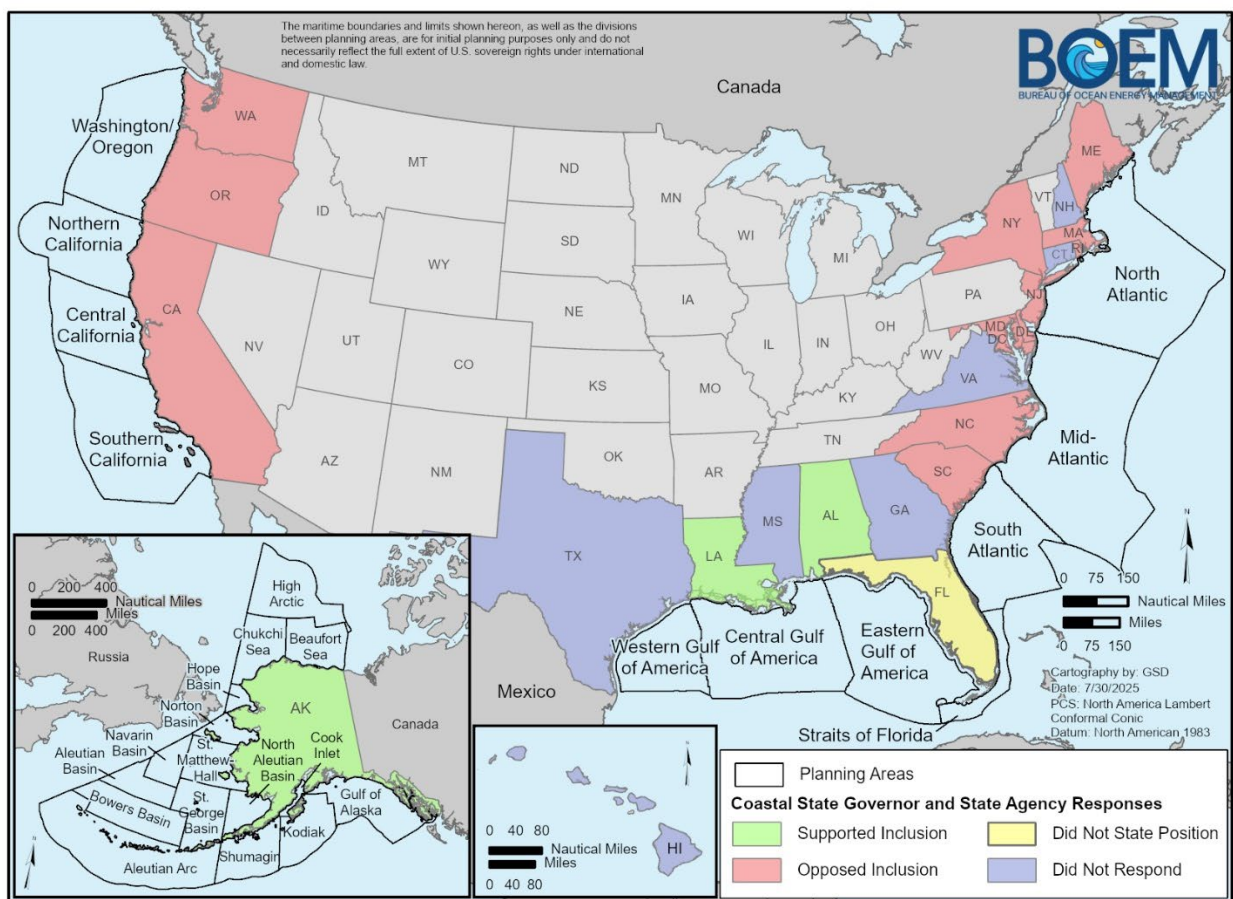 The maritime boundaries and limits shown hereon, as well as the divisions
between planning areas, are for initial planning purposes only and do not
necessarily reflect the full extent of U.S. sovereign rights under international
and domestic law.
BOEM
BUREAU OF OCEAN ENERGY MANAGEMENT
Canada
Washington/
Oregon
Northern
California
Central
California
Southern
California
WA
OR
CA
ID
NV
MT
WY
UT
AZ
CO
NM
ND
SD
NE
KS
OK
TX
MN
IA
MO
AR
LA
WI
IL
MI
IN
OH
KY
TN
MS
AL
GA
FL
SC
NC
VA
WV
PA
NY
VT
NH
ME
MA
RI
CT
NJ
MD
DE
DC
North
Atlantic
Mid-
Atlantic
South
Atlantic
Western Gulf
of America
Central Gulf
of America
Eastern
Gulf of
America
Straits of Florida
Mexico
N
0 75 150
Nautical Miles
Miles
0 75 150
Cartography by: GSD
Date: 7/30/2025
PCS: North America Lambert
Conformal Conic
Datum: North American 1983
0 200 400
Nautical Miles
Miles
0 200 400
Russia
High
Arctic
Chukchi
Sea
Beaufort
Sea
Hope
Basin
Norton
Basin
Navarin
Basin
Aleutian
Basin
St.
Matthew-
Hall
AK
Canada
North
Aleutian
Basin
Cook
Inlet
Bowers Basin
St.
George
Basin
Gulf of
Alaska
Kodiak
Shumagin
Aleutian Arc
N
N
0 40 80
Nautical Miles
Miles
0 40 80
HI
Planning Areas
Coastal State Governor and State Agency Responses
Supported Inclusion
Did Not State Position
Opposed Inclusion
Did Not Respond